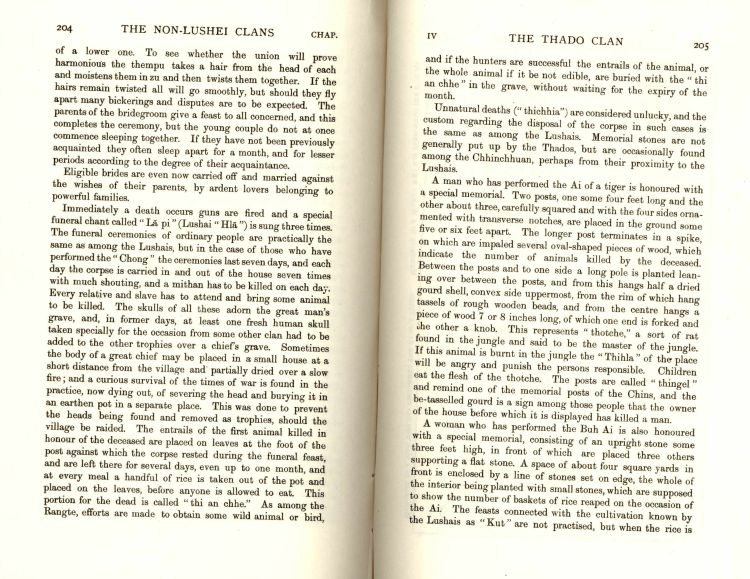 204 THE NON-LUSHEI CLANS CHAP.
of a lower one. To see whether the union will prove
harmonious the thempu takes a hair from the head of each
and moistens them in zu and then twists them together. If the
hairs remain twisted all will go smoothly, but should they fly
apart many bickerings and disputes are to be expected. The
parents of the bridegroom give a feast to all concerned, and this
completes the ceremony, but the young couple do not at once
commence sleeping together. If they have not been previously
acquainted they often sleep apart for a month, and for lesser
periods according to the degree of their acquaintance.
Eligible brides are even now carried off and married against
the wishes of their parents, by ardent lovers belonging to
powerful families.
Immediately a death occurs guns are fired and a special
funeral chant called "Lā pi" (Lushai "Hlā") is sung three times.
The funeral ceremonies of ordinary people are practically the
same as among the Lushais, but in the case of those who have
performed the "Chong" the ceremonies last seven days, and each
day the corpse is carried in and out of the house seven times
with much shouting, and a mithan has to be killed on each day.
Every relative and slave has to attend and bring some animal
to be killed. The skulls of all these adorn the great man's
grave, and, in former days, at least one fresh human skull
taken specially for the occasion from some other clan had to be
added to the other trophies over a chief's grave. Sometimes
the body of a great chief may be placed in a small house at a
short distance from the village and partially dried over a slow
fire; and a curious survival of the times of war is found in the
practice, now dying out, of severing the head and burying it in
an earthen pot in a separate place. This was done to prevent
the heads being found and removed as trophies, should the
village be raided. The entrails of the first animal killed in
honour of the deceased are placed on leaves at the foot of the
post against which the corpse rested during the funeral feast,
and are left there for several days, even up to one month, and
at every meal a handful of rice is taken out of the pot and
placed on the leaves, before anyone is allowed to eat. This
portion for the dead is called "thi an chhe." As among the
Rangte, efforts are made to obtain some wild animal or bird,
IV THE THADO CLAN 205
and if the hunters are successful the entrails of the animal, or
the whole animal if it be not edible, are buried with the "thi
an chhe" in the grave, without waiting for the expiry of the
month.
Unnatural deaths ("thichhia") are considered unlucky, and the
custom regarding the disposal of the corpse in such cases is
the same as among the Lushais. Memorial stones are not
generally put up by the Thados, but are occasionally found
among the Chhinchhuan, perhaps from their proximity to the
Lushais.
A man who has performed the Ai of a tiger is honoured with
a special memorial. Two posts, one some four feet long and the
other about three, carefully squared and with the four sides orna-
mented with transverse notches, are placed in the ground some
five or six feet apart. The longer post terminates in a spike,
on which are impaled several oval-shaped pieces of wood, which
indicate the number of animals killed by the deceased.
Between the posts and to one side a long pole is planted lean-
ing over between the posts, and from this hangs half a dried
gourd shell, convex side uppermost, from the rim of which hang
tassels of rough wooden beads, and from the centre hangs a
piece of wood 7 or 8 inches long, of which one end is forked and
the other a knob. This represents "thotche," a sort of rat
found in the jungle and said to be the master of the jungle.
If this animal is burnt in the jungle the "Thihla" of the place
will be angry and punish the persons responsible. Children
eat the flesh of the thotche. The posts are called "thingel"
and remind one of the memorial posts of the Chins, and the
be-tasselled gourd is a sign among those people that the owner
of the house before which it is displayed has killed a man.
A woman who has performed the Buh Ai is also honoured
with a special memorial, consisting of an upright stone some
three feet high, in front of which are placed three others
supporting a flat stone. A space of about four square yards in
front is enclosed by a line of stones set on edge, the whole of
the interior being planted with small stones, which are supposed
to show the number of baskets of rice reaped on the occasion of
the Ai. The feasts connected with the cultivation known by
the Lushais as "Kut" are not practised, but when the rice is